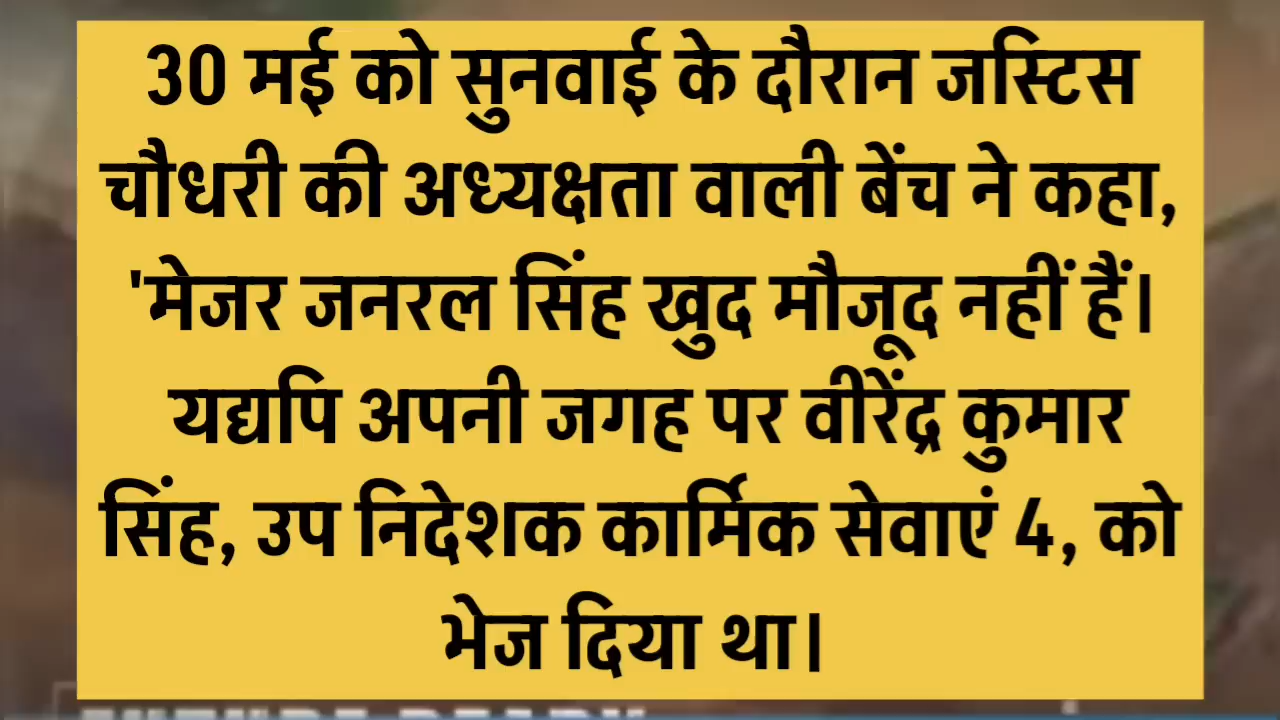 30 मई को सुनवाई के दौरान जस्टिस
चौधरी की अध्यक्षता वाली बेंच ने कहा,
'मेजर जनरल सिंह खुद मौजूद नहीं हैं।
यद्यपि अपनी जगह पर वीरेंद्र कुमार
सिंह, उप निदेशक कार्मिक सेवाएं 4, को
भेज दिया था।